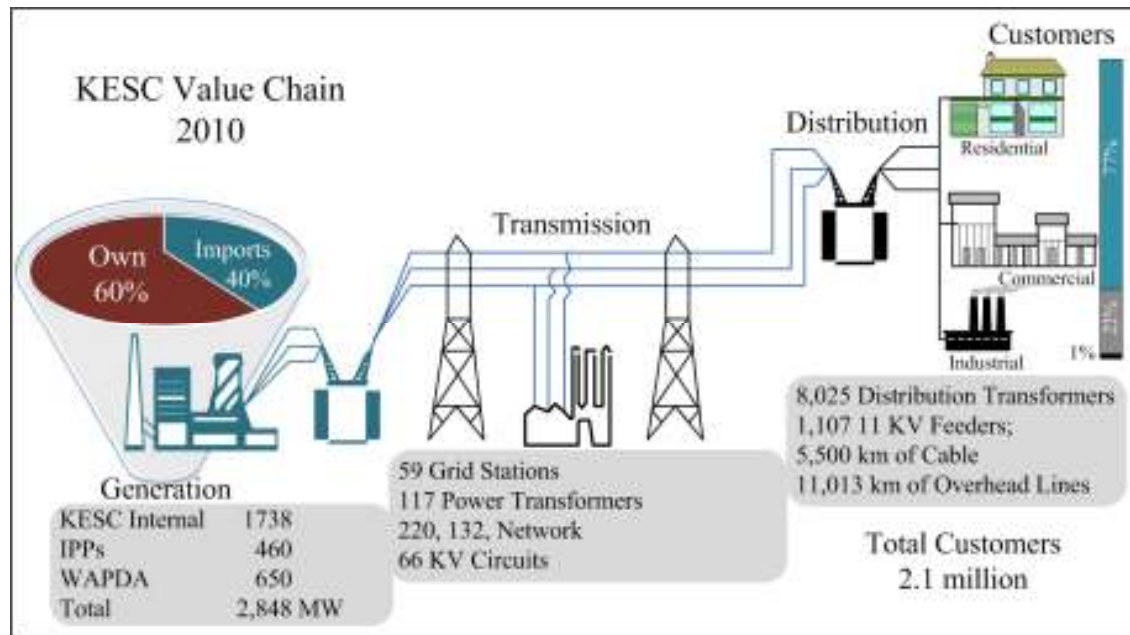 KESC Value Chain
2010
Own
60%
Imports
40%
Generation
KESC Internal 1738
IPPs 460
WAPDA 650
Total 2,848 MW
Transmission
59 Grid Stations
117 Power Transformers
220, 132, Network
66 KV Circuits
Distribution
8,025 Distribution Transformers
1,107 11 KV Feeders;
5,500 km of Cable
11,013 km of Overhead Lines
Customers
Residential
Commercial
Industrial
77%
21%
1%
Total Customers
2.1 million